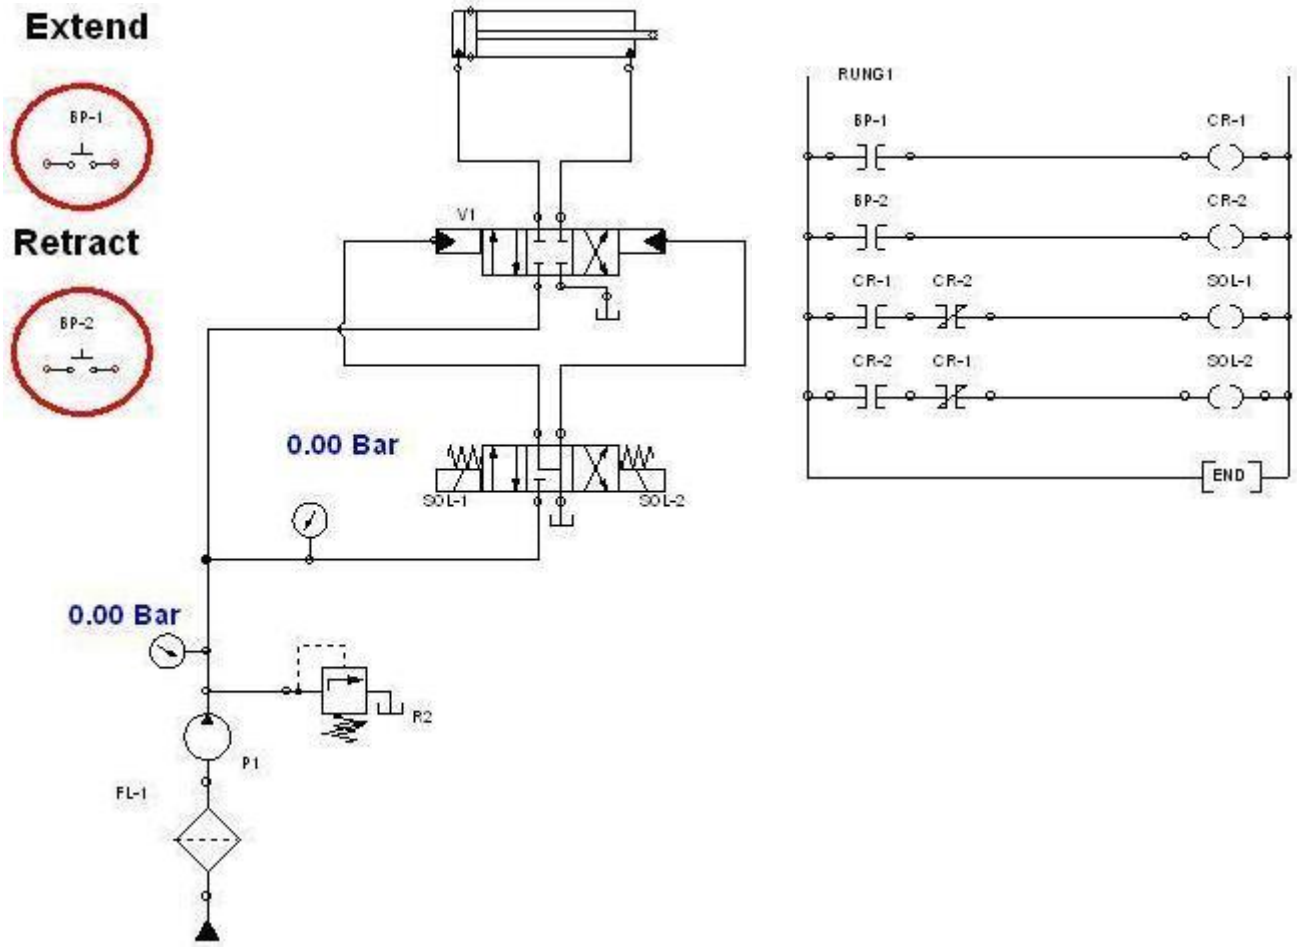 Extend
BP-1
Retract
BP-2
V1
0.00 Bar
SOL-1
SOL-2
0.00 Bar
R2
P1
FL-1
RUNG1
BP-1
CR-1
BP-2
CR-2
CR-1
CR-2
SOL-1
CR-2
CR-1
SOL-2
END